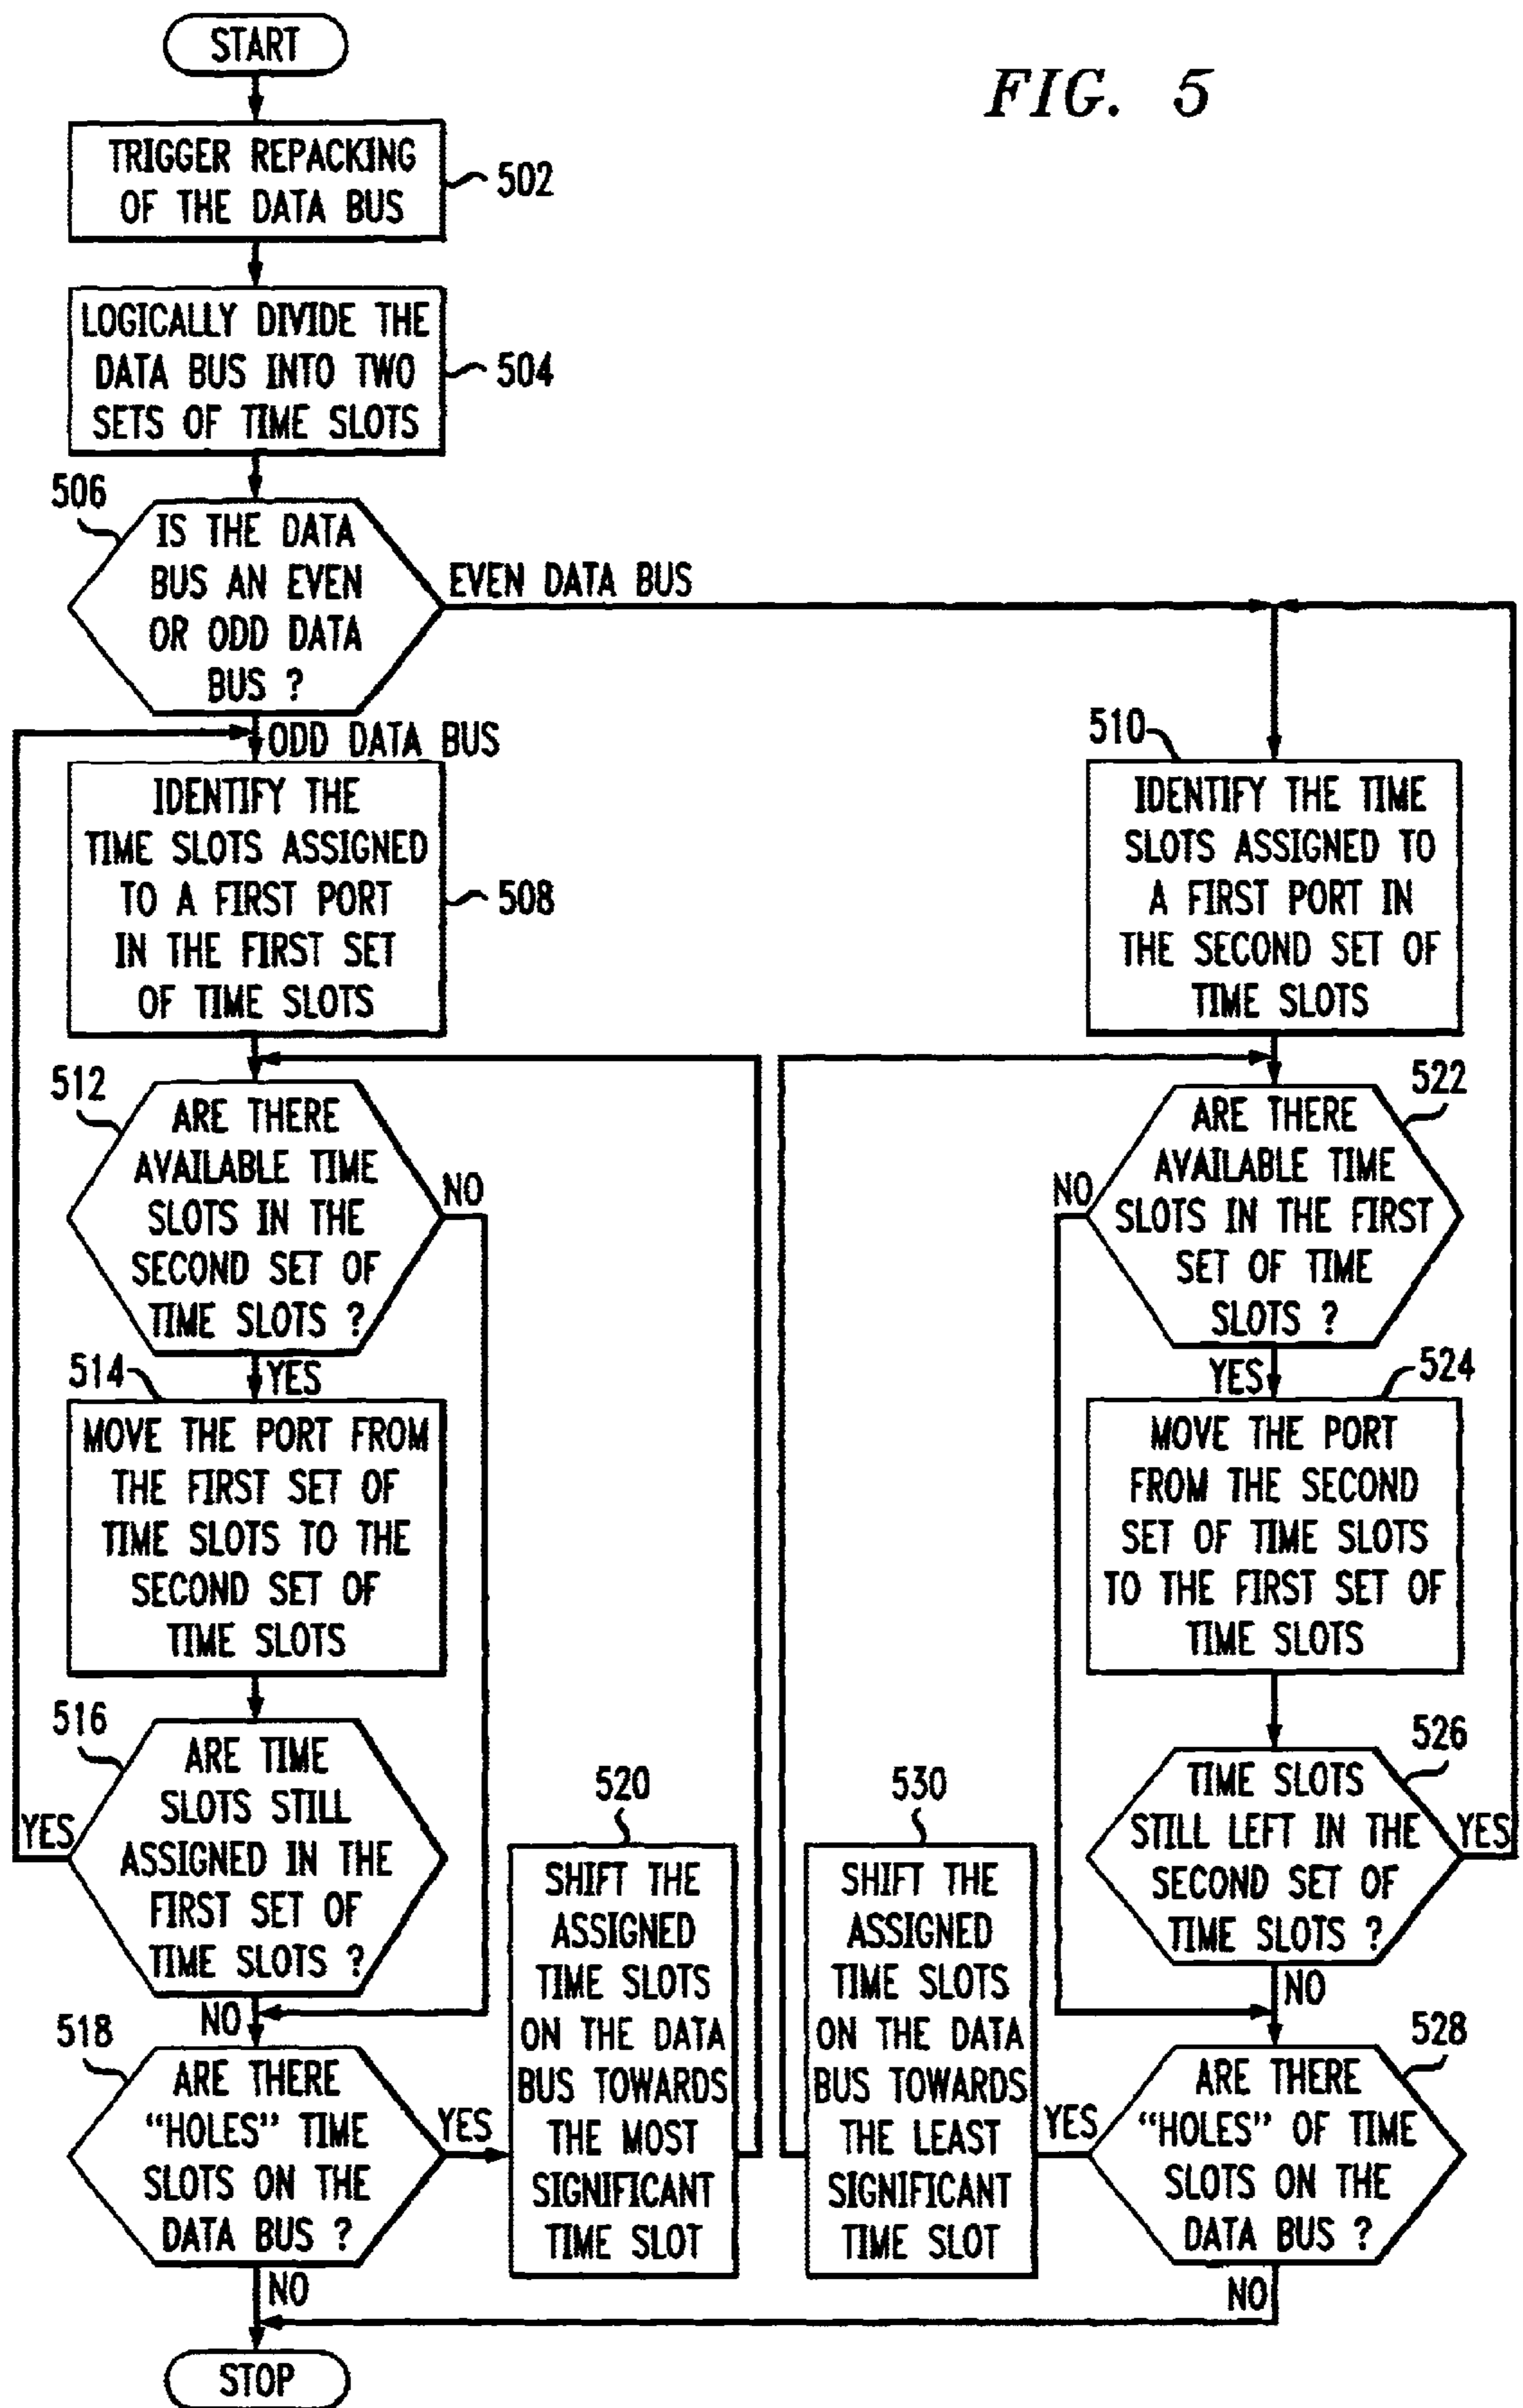 START
FIG. 5
TRIGGER REPACKING
OF THE DATA BUS
502
LOGICALLY DIVIDE THE
DATA BUS INTO TWO
SETS OF TIME SLOTS
504
506
IS THE DATA
BUS AN EVEN
OR ODD DATA
BUS ?
EVEN DATA BUS
ODD DATA BUS
IDENTIFY THE
TIME SLOTS ASSIGNED
TO A FIRST PORT
IN THE FIRST SET
OF TIME SLOTS
508
510
IDENTIFY THE TIME
SLOTS ASSIGNED TO
A FIRST PORT IN
THE SECOND SET OF
TIME SLOTS
512
ARE THERE
AVAILABLE TIME
SLOTS IN THE
SECOND SET OF
TIME SLOTS ?
NO
YES
522
ARE THERE
AVAILABLE TIME
SLOTS IN THE FIRST
SET OF TIME
SLOTS ?
NO
YES
514
MOVE THE PORT FROM
THE FIRST SET OF
TIME SLOTS TO THE
SECOND SET OF
TIME SLOTS
524
MOVE THE PORT
FROM THE SECOND
SET OF TIME SLOTS
TO THE FIRST SET OF
TIME SLOTS
516
ARE TIME
SLOTS STILL
ASSIGNED IN THE
FIRST SET OF
TIME SLOTS ?
YES
NO
520
SHIFT THE
ASSIGNED
TIME SLOTS
ON THE DATA
BUS TOWARDS
THE MOST
SIGNIFICANT
TIME SLOT
530
SHIFT THE
ASSIGNED
TIME SLOTS
ON THE DATA
BUS TOWARDS
THE LEAST
SIGNIFICANT
TIME SLOT
526
TIME SLOTS
STILL LEFT IN THE
SECOND SET OF
TIME SLOTS ?
YES
NO
518
ARE THERE
“HOLES” TIME
SLOTS ON THE
DATA BUS ?
YES
NO
528
ARE THERE
“HOLES” OF TIME
SLOTS ON THE
DATA BUS ?
YES
NO
STOP